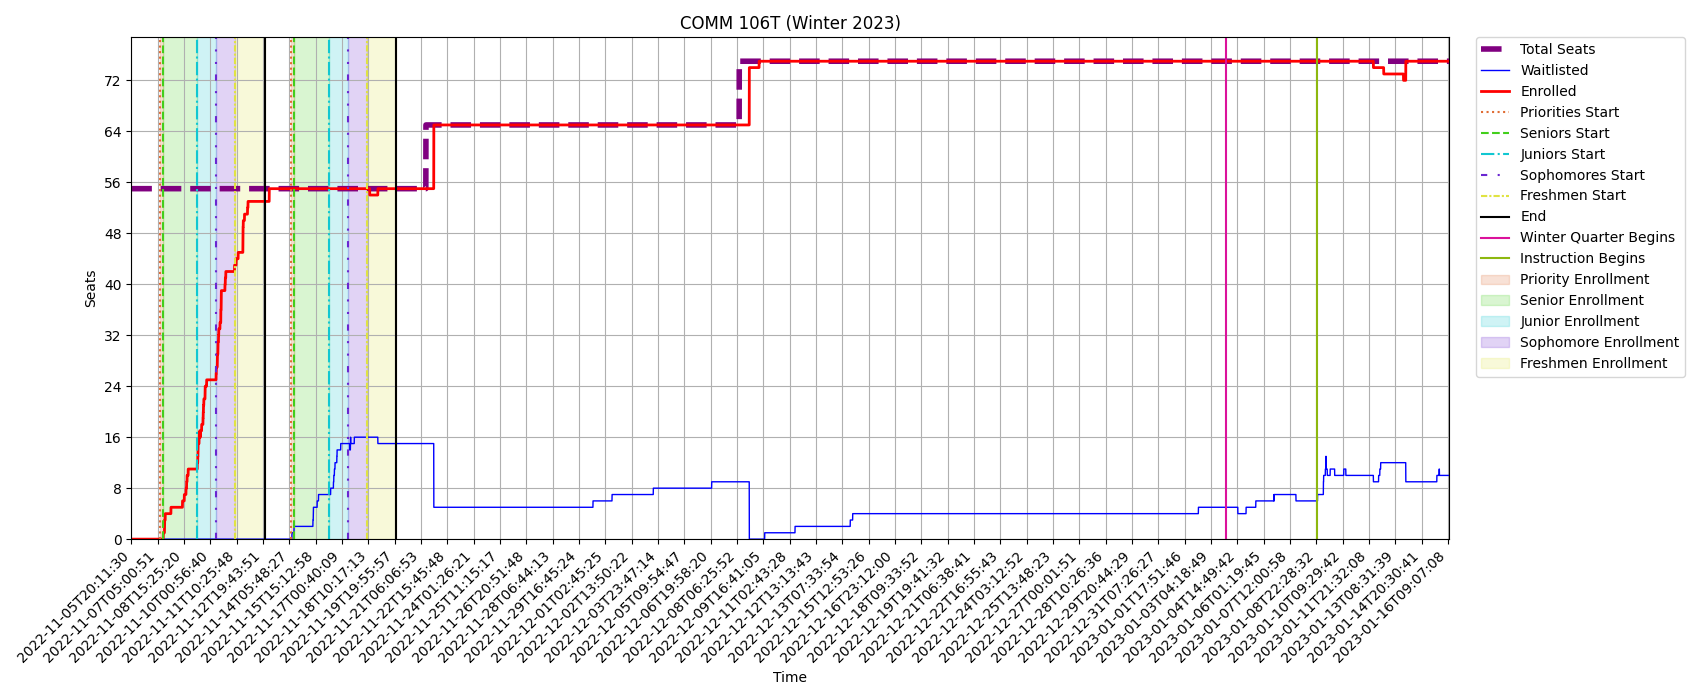 COMM 106T (Winter 2023)
Total Seats
Waitlisted
Enrolled
Priorities Start
Seniors Start
Juniors Start
Sophomores Start
Freshmen Start
End
Winter Quarter Begins
Instruction Begins
Priority Enrollment
Senior Enrollment
Junior Enrollment
Sophomore Enrollment
Freshmen Enrollment
Seats
72
64
56
48
40
32
24
16
8
0
2022-11-05T20:11:30
2022-11-07T05:00:51
2022-11-08T15:25:20
2022-11-10T00:56:40
2022-11-11T10:25:48
2022-11-12T19:43:51
2022-11-14T05:48:27
2022-11-15T15:12:58
2022-11-17T00:40:09
2022-11-18T10:17:13
2022-11-19T19:55:57
2022-11-21T06:06:53
2022-11-22T15:45:48
2022-11-24T01:26:21
2022-11-25T11:15:17
2022-11-26T20:51:48
2022-11-28T06:44:13
2022-11-29T16:45:24
2022-12-01T02:45:25
2022-12-02T13:50:22
2022-12-03T23:47:14
2022-12-05T09:54:47
2022-12-06T19:58:20
2022-12-08T06:25:52
2022-12-09T16:41:05
2022-12-11T02:43:28
2022-12-12T13:13:43
2022-12-13T07:33:54
2022-12-15T12:53:26
2022-12-16T23:12:00
2022-12-18T09:33:52
2022-12-19T19:41:32
2022-12-21T06:38:41
2022-12-22T16:55:43
2022-12-24T03:12:52
2022-12-25T13:48:23
2022-12-27T00:01:51
2022-12-28T10:26:36
2022-12-29T20:44:29
2022-12-31T07:26:27
2023-01-01T17:51:46
2023-01-03T04:18:49
2023-01-04T14:49:42
2023-01-06T01:19:45
2023-01-07T12:00:58
2023-01-08T22:28:32
2023-01-10T09:29:42
2023-01-11T21:32:08
2023-01-13T08:31:39
2023-01-14T20:30:41
2023-01-16T09:07:08
Time